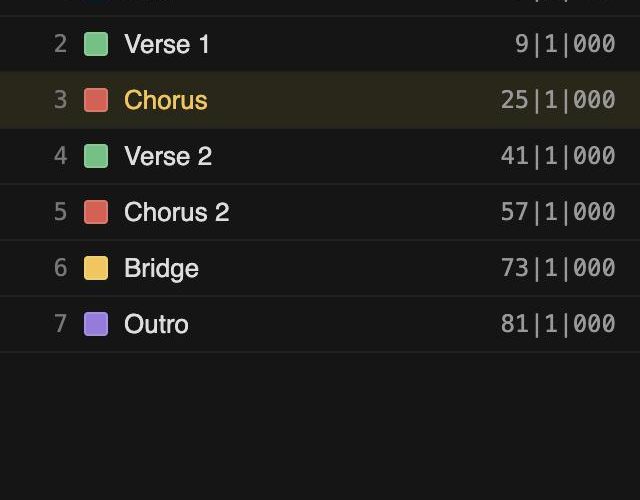 2 Verse 1 9|1|000
3 Chorus 25|1|000
4 Verse 2 41|1|000
5 Chorus 2 57|1|000
6 Bridge 73|1|000
7 Outro 81|1|000